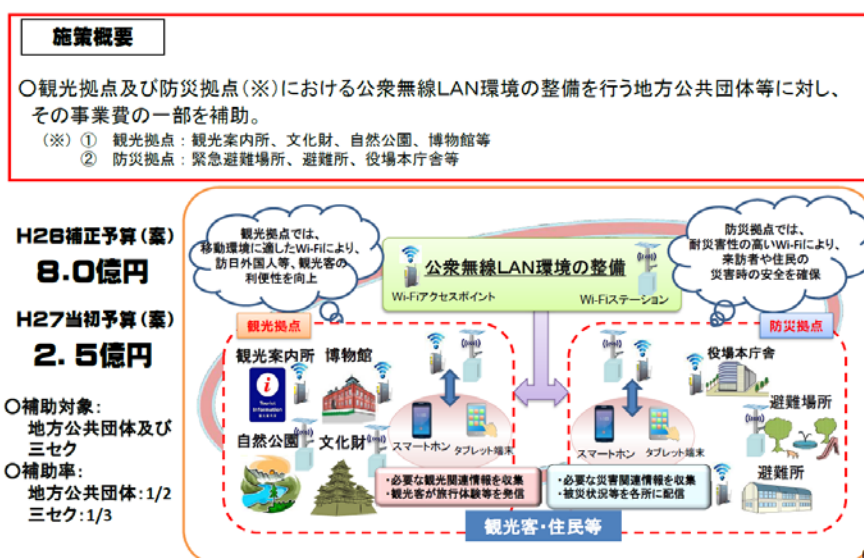 施策概要
〇観光拠点及び防災拠点(※)における公衆無線LAN環境の整備を行う地方公共団体等に対し、
その事業費の一部を補助。
(※) ① 観光拠点：観光案内所、文化財、自然公園、博物館等
② 防災拠点：緊急避難場所、避難所、役場本庁舎等
H26補正予算(案)
8.0億円
H27当初予算(案)
2.5億円
〇補助対象：
地方公共団体及び
三セク
〇補助率：
地方公共団体：1/2
三セク：1/3
観光拠点では、
移動環境に適したWi-Fiにより、
訪日外国人等、観光客の
利便性を向上
公衆無線LAN環境の整備
Wi-Fiアクセスポイント
Wi-Fiステーション
防災拠点では、
耐災害性の高いWi-Fiにより、
来訪者や住民の
災害時の安全を確保
観光拠点
観光案内所
博物館
i
Tourist
Information
自然公園
文化財
スマートホン
タブレット端末
・必要な観光関連情報を収集
・観光客が旅行体験等を発信
防災拠点
役場本庁舎
避難場所
避難所
スマートホン
タブレット端末
・必要な災害関連情報を収集
・被災状況等を各所に配信
観光客・住民等